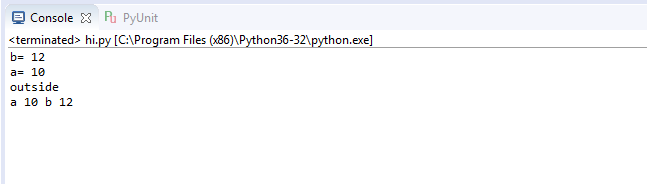 Console PyUnit
<terminated> hi.py [C:\Program Files (x86)\Python36-32\python.exe]
b= 12
a= 10
outside
a 10 b 12